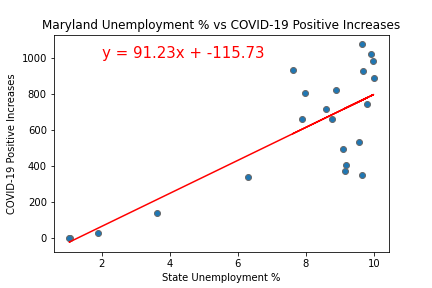 Maryland Unemployment % vs COVID-19 Positive Increases
y = 91.23x + -115.73
COVID-19 Positive Increases
1000
800
600
400
200
0
2
4
6
8
10
State Unemployment %